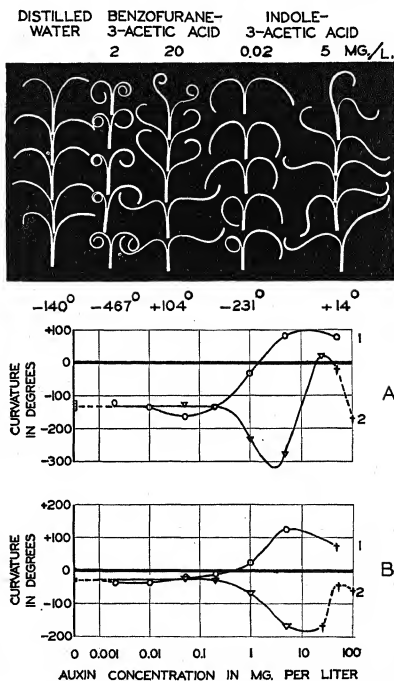 DISTILLED BENZOFURANE- INDOLE-
WATER 3-ACETIC ACID 3-ACETIC ACID
2 20 0.02 5 MG./L.
-140° -467° +104° -231° +14°
+100
0
-100
-200
-300
CURVATURE
IN DEGREES
1
2
A
+200
+100
0
-100
-200
CURVATURE
IN DEGREES
1
2
B
0 0.001 0.01 0.1 1 10 100
AUXIN CONCENTRATION IN MG. PER LITER